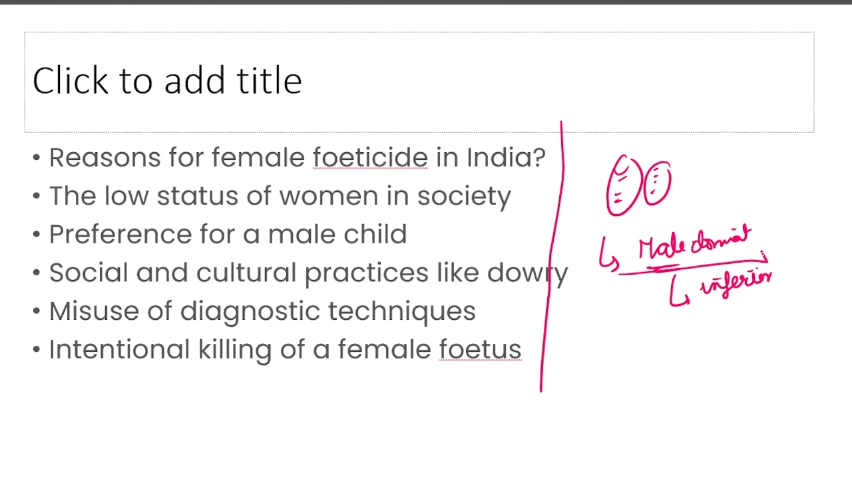 Click to add title
• Reasons for female foeticide in India?
• The low status of women in society
• Preference for a male child
• Social and cultural practices like dowry
• Misuse of diagnostic techniques
• Intentional killing of a female foetus
Male domināt
inferior